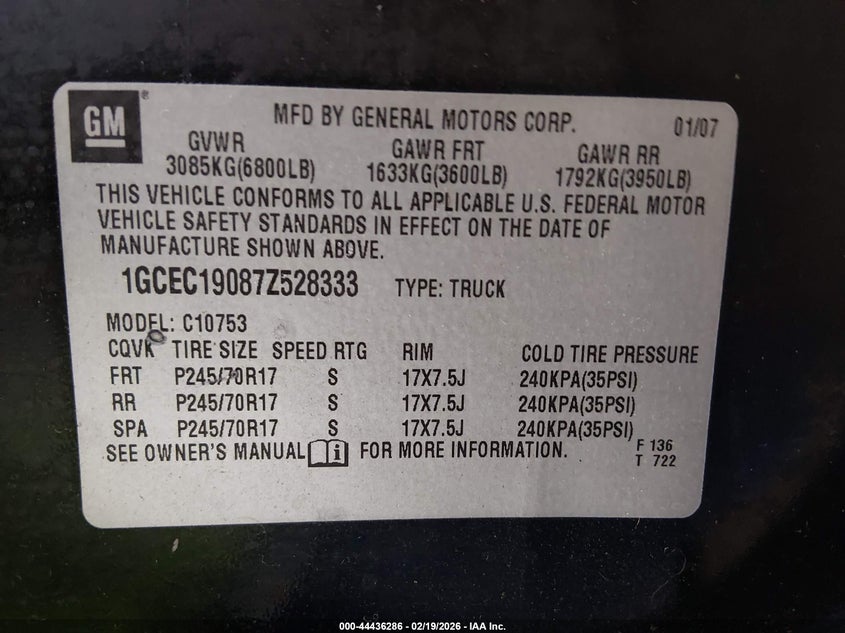 GM
MFD BY GENERAL MOTORS CORP. 01/07
GVWR GAWR FRT GAWR RR
3085KG(6800LB) 1633KG(3600LB) 1792KG(3950LB)
THIS VEHICLE CONFORMS TO ALL APPLICABLE U.S. FEDERAL MOTOR
VEHICLE SAFETY STANDARDS IN EFFECT ON THE DATE OF
MANUFACTURE SHOWN ABOVE.
1GCEC19087Z528333 TYPE: TRUCK
MODEL: C10753
CQVK TIRE SIZE SPEED RTG RIM COLD TIRE PRESSURE
FRT P245/70R17 S 17X7.5J 240KPA(35PSI)
RR P245/70R17 S 17X7.5J 240KPA(35PSI)
SPA P245/70R17 S 17X7.5J 240KPA(35PSI)
SEE OWNER'S MANUAL i FOR MORE INFORMATION. F 136
T 722
000-44436286 - 02/19/2026 - IAA Inc.